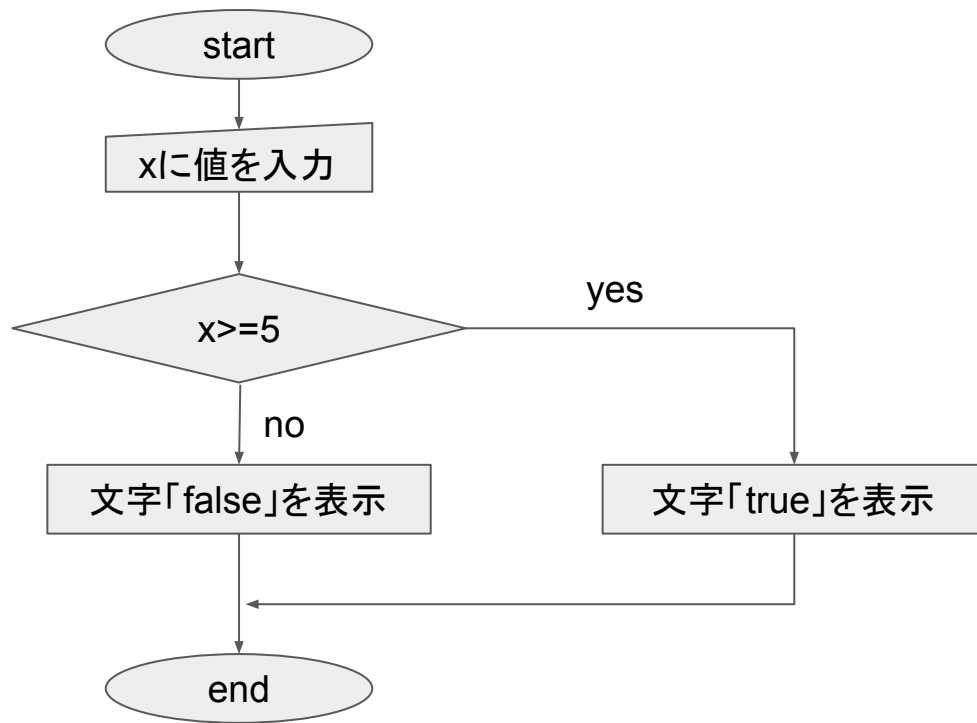 start
xに値を入力
x>=5
yes
no
文字「false」を表示
文字「true」を表示
end